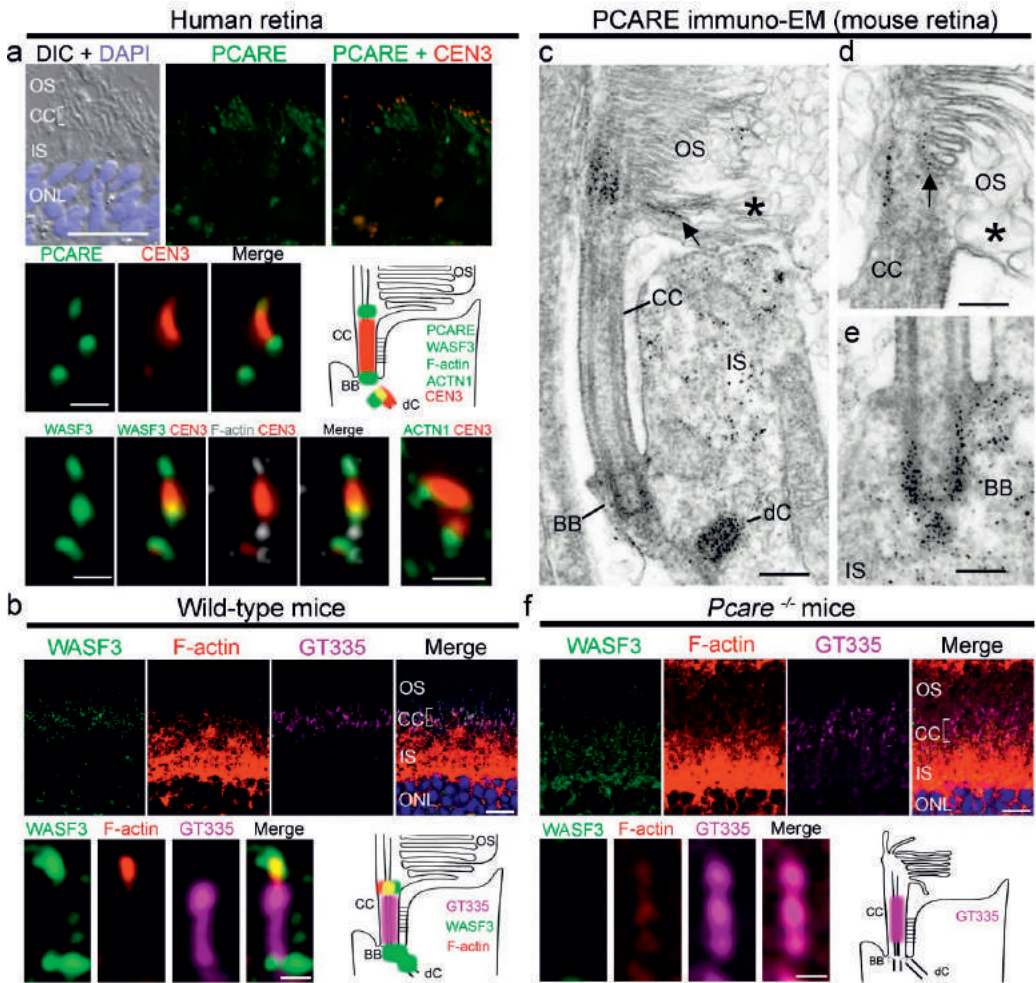 Human retina
PCARE immuno-EM (mouse retina)
a
DIC + DAPI
PCARE
PCARE + CEN3
OS
CC
IS
ONL
PCARE
CEN3
Merge
OS
CC
BB
dC
PCARE
WASF3
F-actin
ACTN1
CEN3
WASF3
WASF3 CEN3
F-actin CEN3
Merge
ACTN1 CEN3
c
OS
*
CC
IS
BB
dC
d
OS
*
CC
e
BB
IS
b
Wild-type mice
WASF3
F-actin
GT335
Merge
OS
CC
IS
ONL
WASF3
F-actin
GT335
Merge
OS
CC
BB
dC
GT335
WASF3
F-actin
f
Pcare -/- mice
WASF3
F-actin
GT335
Merge
OS
CC
IS
ONL
WASF3
F-actin
GT335
Merge
CC
BB
dC
GT335